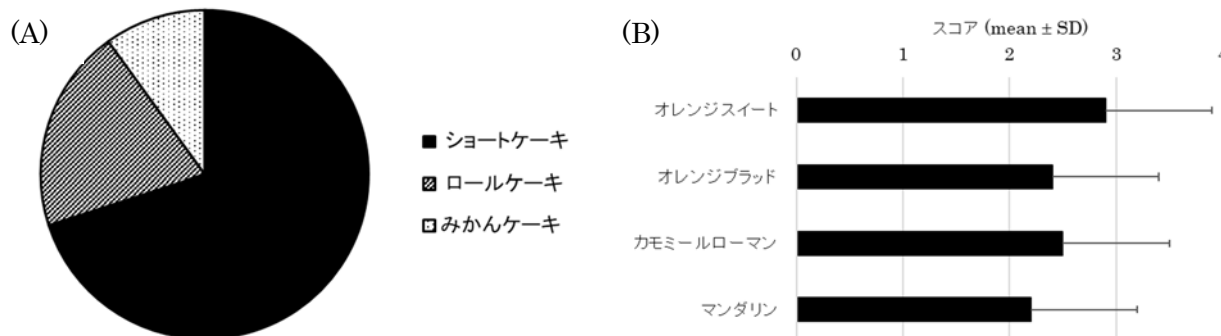 (A)
ショートケーキ
ロールケーキ
みかんケーキ
(B)
スコア (mean ± SD)
0 1 2 3 4
オレンジスイート
オレンジブラッド
カモミールローマン
マンダリン